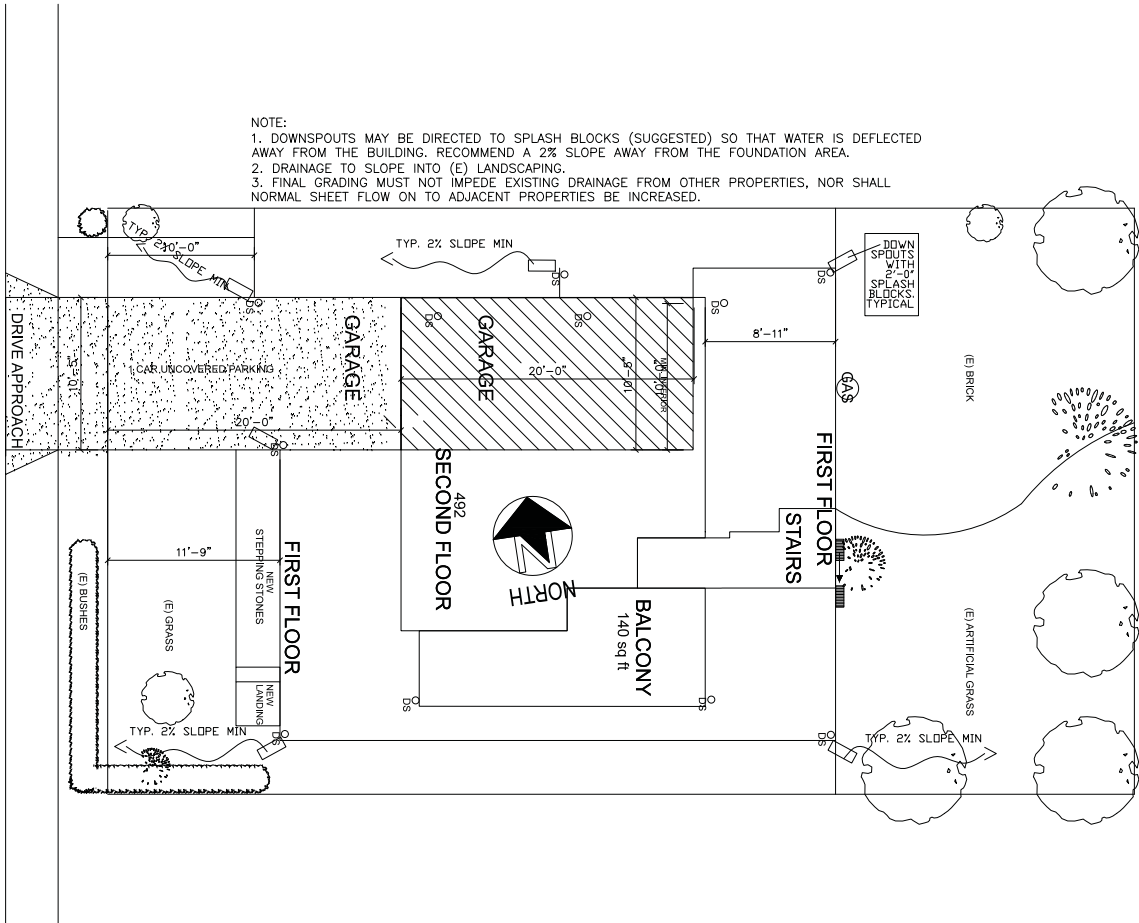 NOTE:
1. DOWNSPOUTS MAY BE DIRECTED TO SPLASH BLOCKS (SUGGESTED) SO THAT WATER IS DEFLECTED
AWAY FROM THE BUILDING. RECOMMEND A 2% SLOPE AWAY FROM THE FOUNDATION AREA.
2. DRAINAGE TO SLOPE INTO (E) LANDSCAPING.
3. FINAL GRADING MUST NOT IMPEDE EXISTING DRAINAGE FROM OTHER PROPERTIES, NOR SHALL
NORMAL SHEET FLOW ON TO ADJACENT PROPERTIES BE INCREASED.
TYP. 2% SLOPE MIN
TYP. 2% SLOPE MIN
DOWN
SPOUTS
WITH
2'-0"
SPLASH
BLOCKS.
TYPICAL
DS
DS
DS
DS
DS
DS
DRIVE APPROACH
1 CAR UNCOVERED PARKING
GARAGE
GARAGE
20'-0"
10'-5"
8'-11"
GAS
(E) BRICK
20'-0"
DS
SECOND FLOOR
492
NORTH
FIRST FLOOR
STAIRS
11'-9"
NEW
STEPPING STONES
FIRST FLOOR
(E) BUSHES
(E) GRASS
NEW
LANDING
BALCONY
140 sq ft
(E) ARTIFICIAL GRASS
DS
DS
DS
DS
TYP. 2% SLOPE MIN
TYP. 2% SLOPE MIN